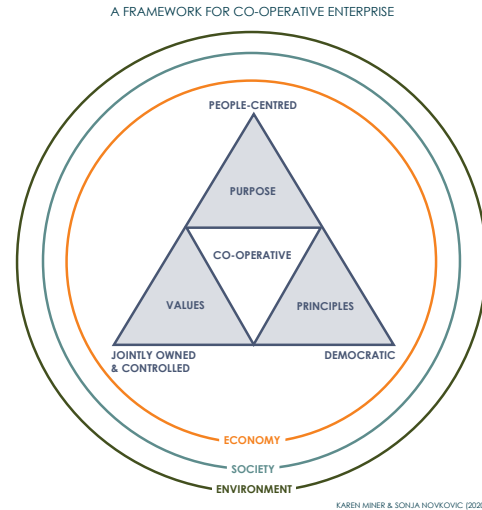 A FRAMEWORK FOR CO-OPERATIVE ENTERPRISE
PEOPLE-CENTRED
PURPOSE
CO-OPERATIVE
VALUES
PRINCIPLES
JOINTLY OWNED
& CONTROLLED
DEMOCRATIC
ECONOMY
SOCIETY
ENVIRONMENT
KAREN MINER & SONJA NOVKOVIC (2020